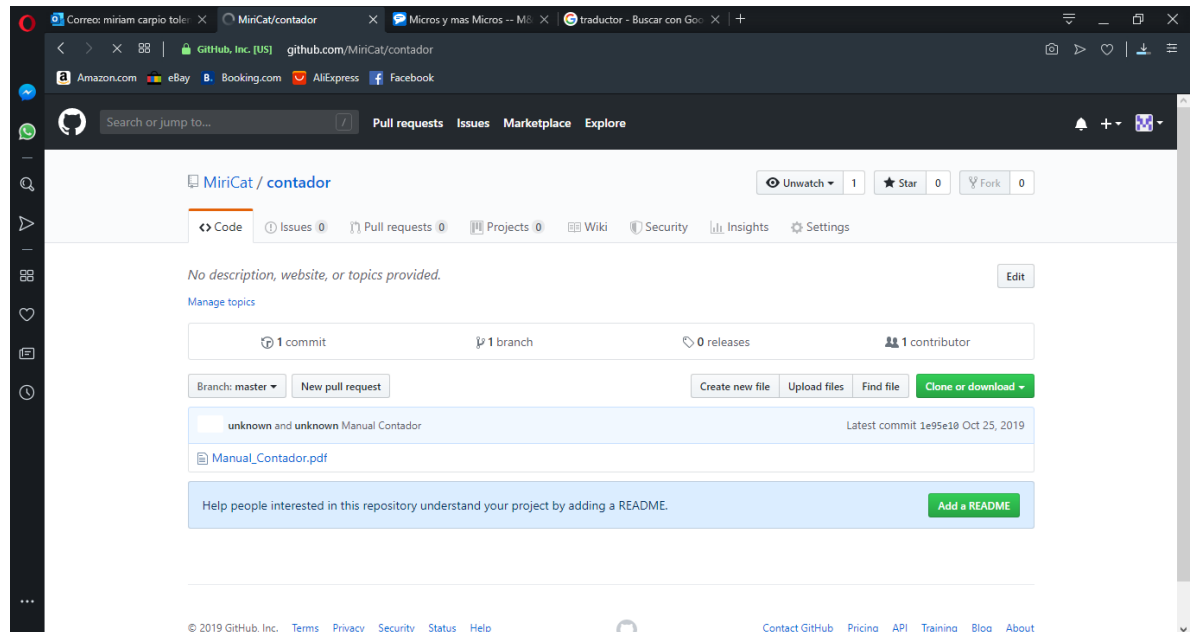 Correo: miriam carpio toler
MiriCat/contador
Micros y mas Micros -- M8
traductor - Buscar con Goo
GitHub, Inc. [US] github.com/MiriCat/contador
Amazon.com eBay Booking.com AliExpress Facebook
Search or jump to... / Pull requests Issues Marketplace Explore
MiriCat / contador
Unwatch 1 Star 0 Fork 0
Code Issues 0 Pull requests 0 Projects 0 Wiki Security Insights Settings
No description, website, or topics provided.
Edit
Manage topics
1 commit 1 branch 0 releases 1 contributor
Branch: master New pull request Create new file Upload files Find file Clone or download
unknown and unknown Manual Contador Latest commit 1e95e10 Oct 25, 2019
Manual_Contador.pdf
Help people interested in this repository understand your project by adding a README. Add a README
© 2019 GitHub, Inc. Terms Privacy Security Status Help Contact GitHub Pricing API Training Blog About